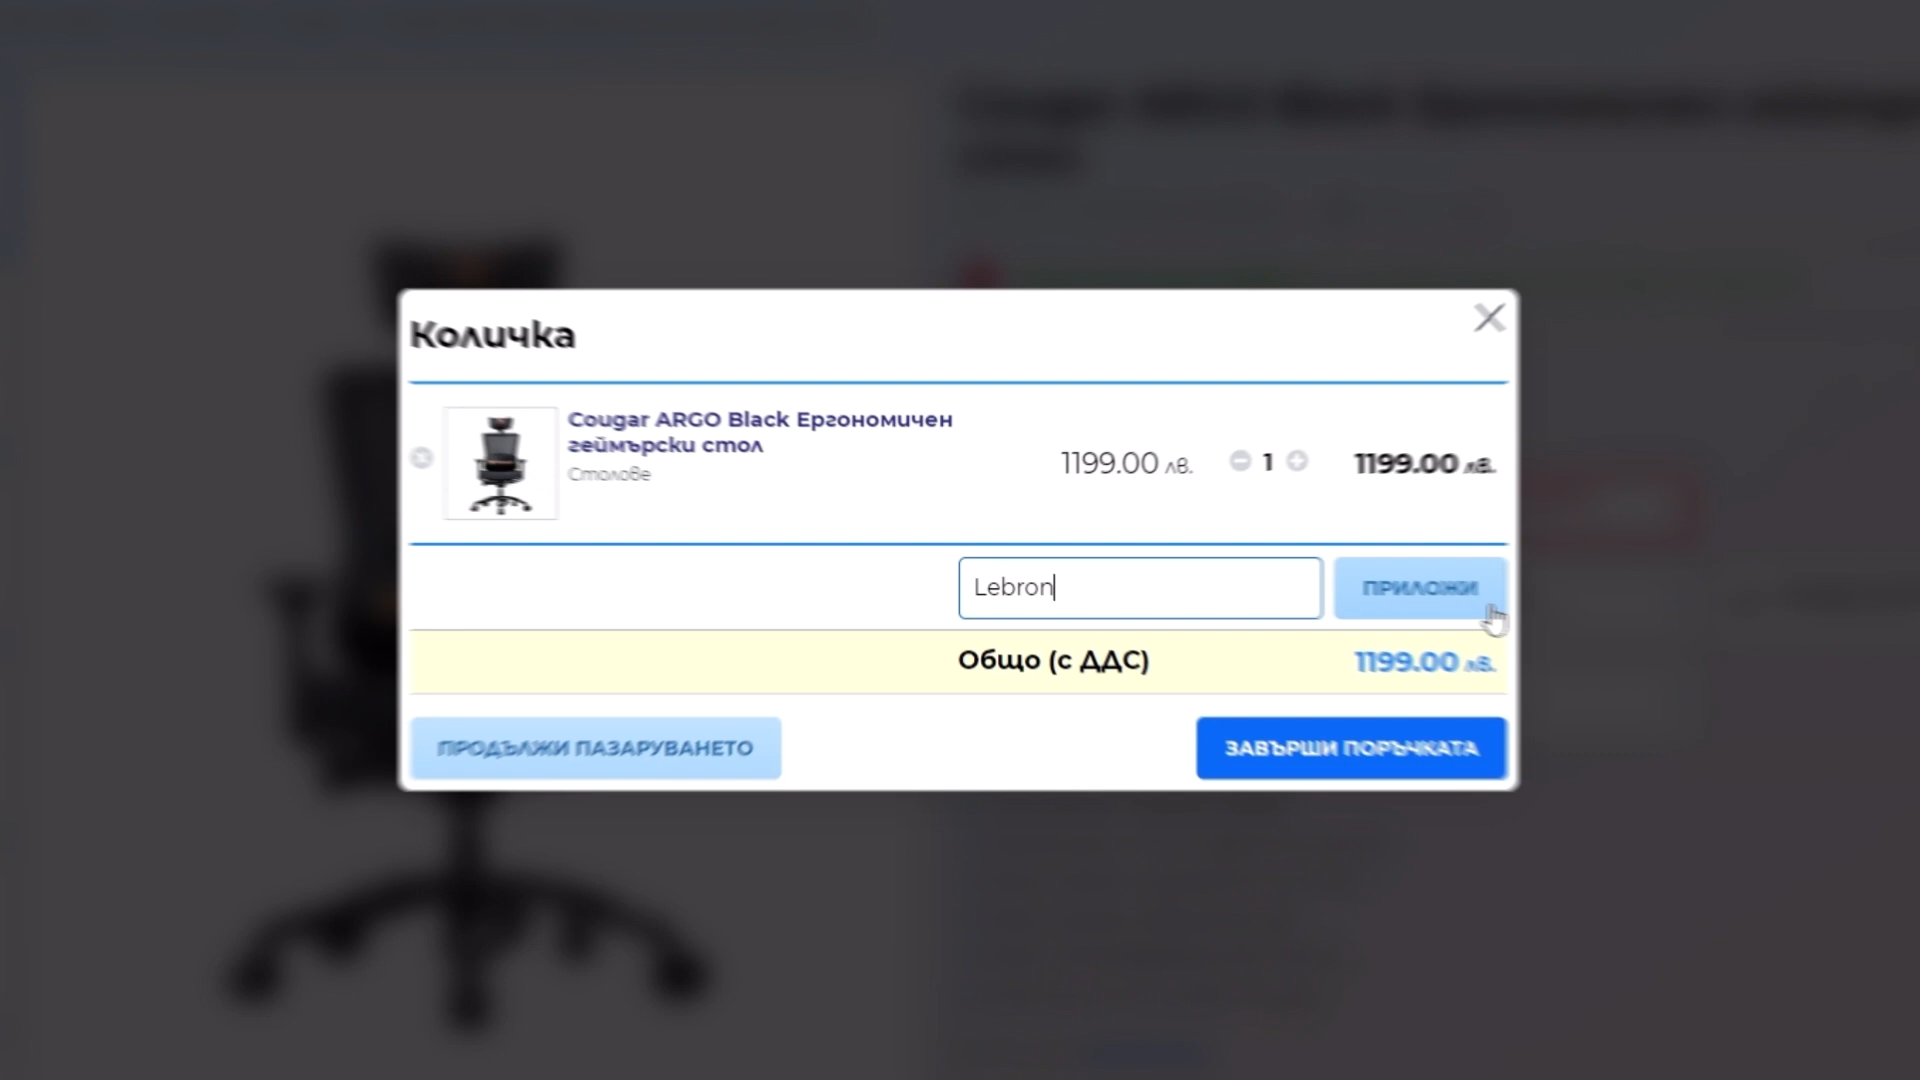 Количка
Cougar ARGO Black Ергономичен
геймърски стол
Столове
1199.00 лв.
1
1199.00 лв.
Lebron
ПРИЛОЖИ
Общо (с ДДС)
1199.00 лв.
ПРОДЪЛЖИ ПАЗАРУВАНЕТО
ЗАВЪРШИ ПОРЪЧКАТА